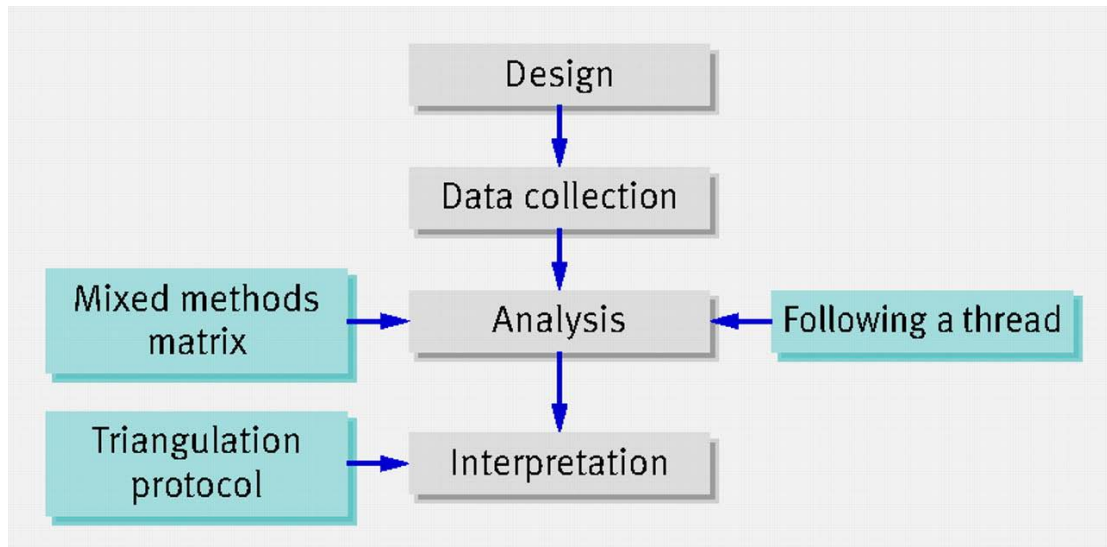 Design
Data collection
Mixed methods
matrix
Analysis
Following a thread
Triangulation
protocol
Interpretation